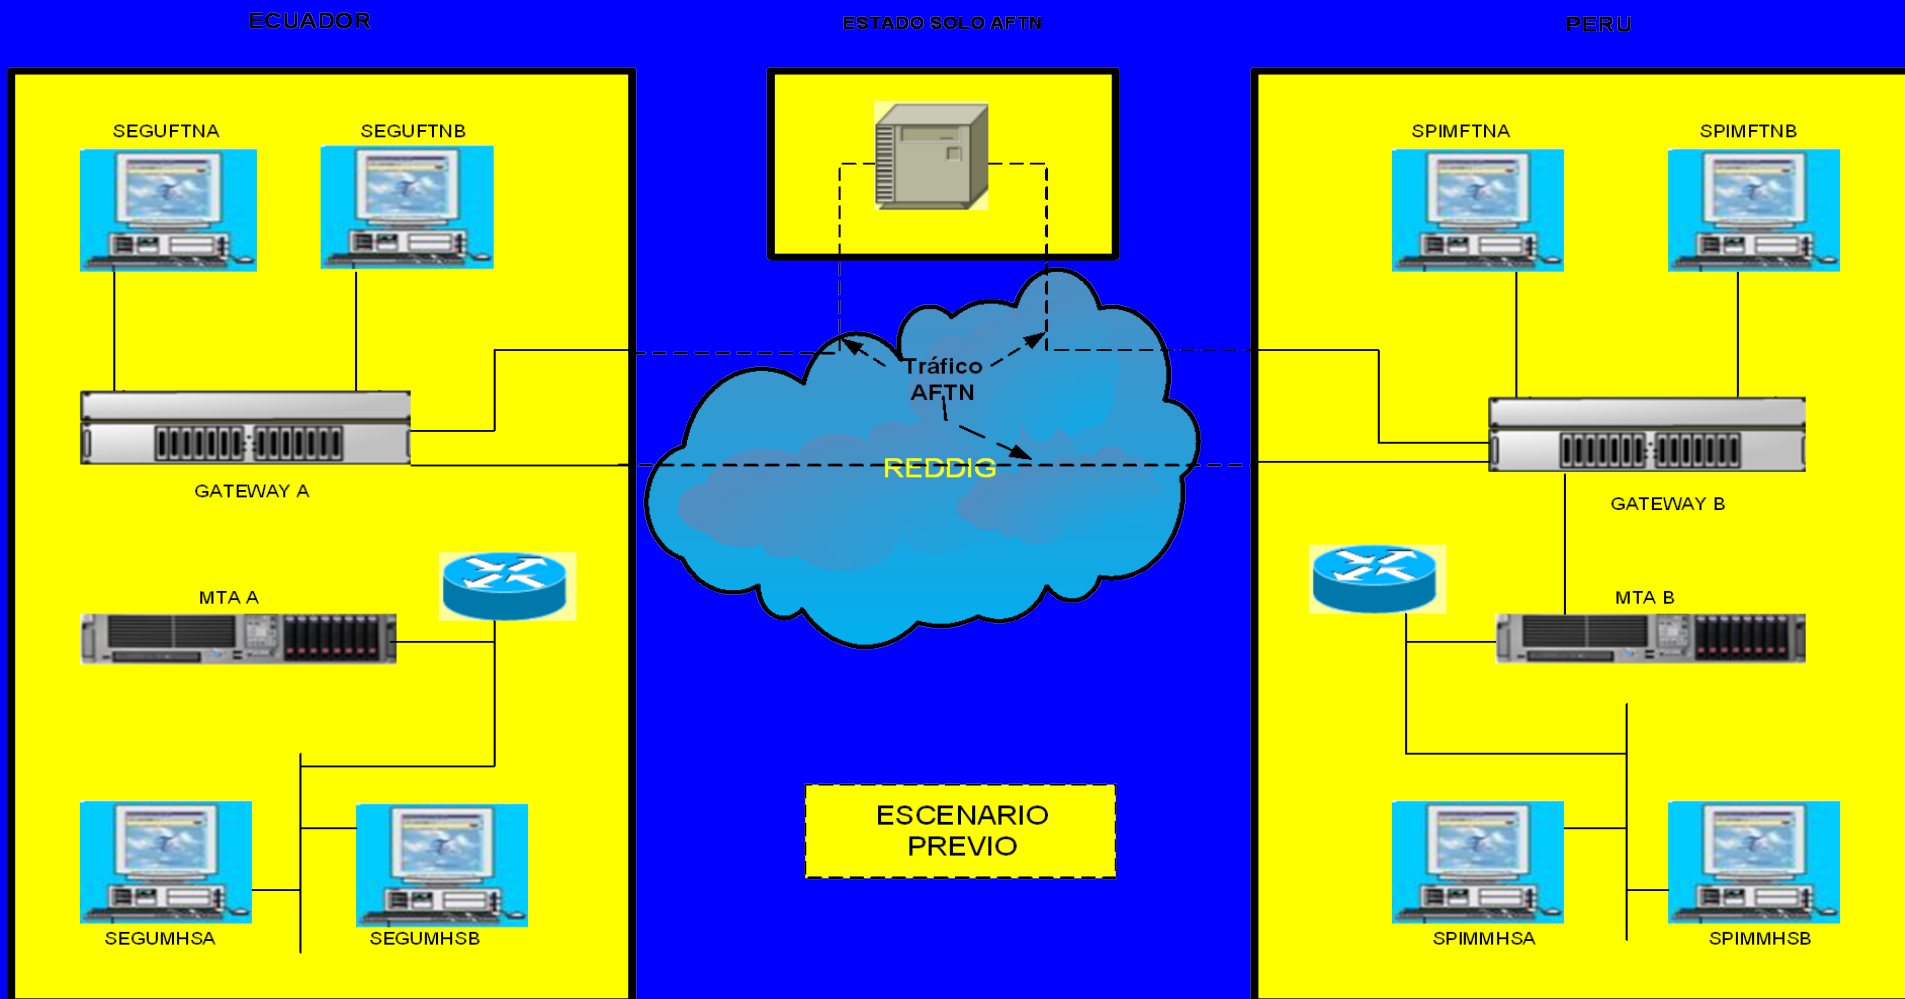 ECUADOR
ESTADO SOLO AFTN
PERU
SEGUFTNA
SEGUFTNB
SPIMFTNA
SPIMFTNB
Tráfico
AFTN
REDDIG
GATEWAY A
GATEWAY B
MTA A
MTA B
ESCENARIO
PREVIO
SEGUMHSA
SEGUMHSB
SPIMMHSA
SPIMMHSB